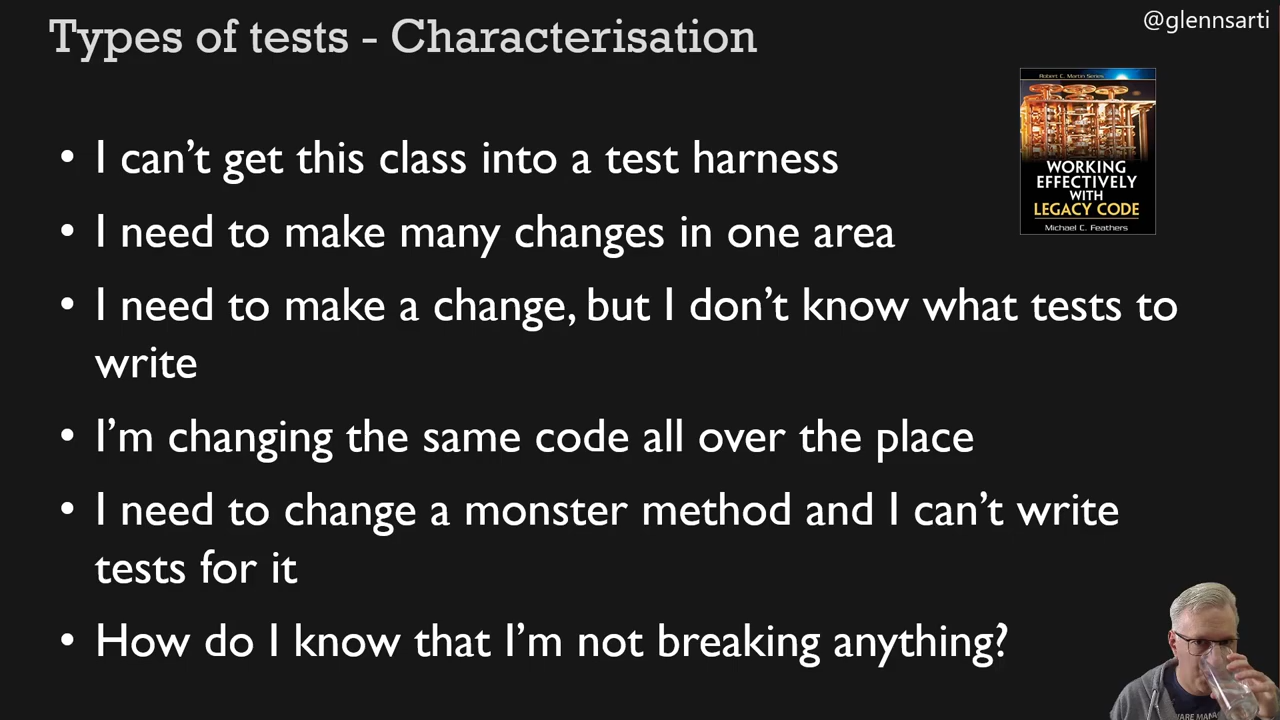 Types of tests - Characterisation
@glennsarti
Robert C. Martin Series
WORKING
EFFECTIVELY
WITH
LEGACY CODE
Michael C. Feathers
• I can’t get this class into a test harness
• I need to make many changes in one area
• I need to make a change, but I don’t know what tests to
write
• I’m changing the same code all over the place
• I need to change a monster method and I can’t write
tests for it
• How do I know that I’m not breaking anything?